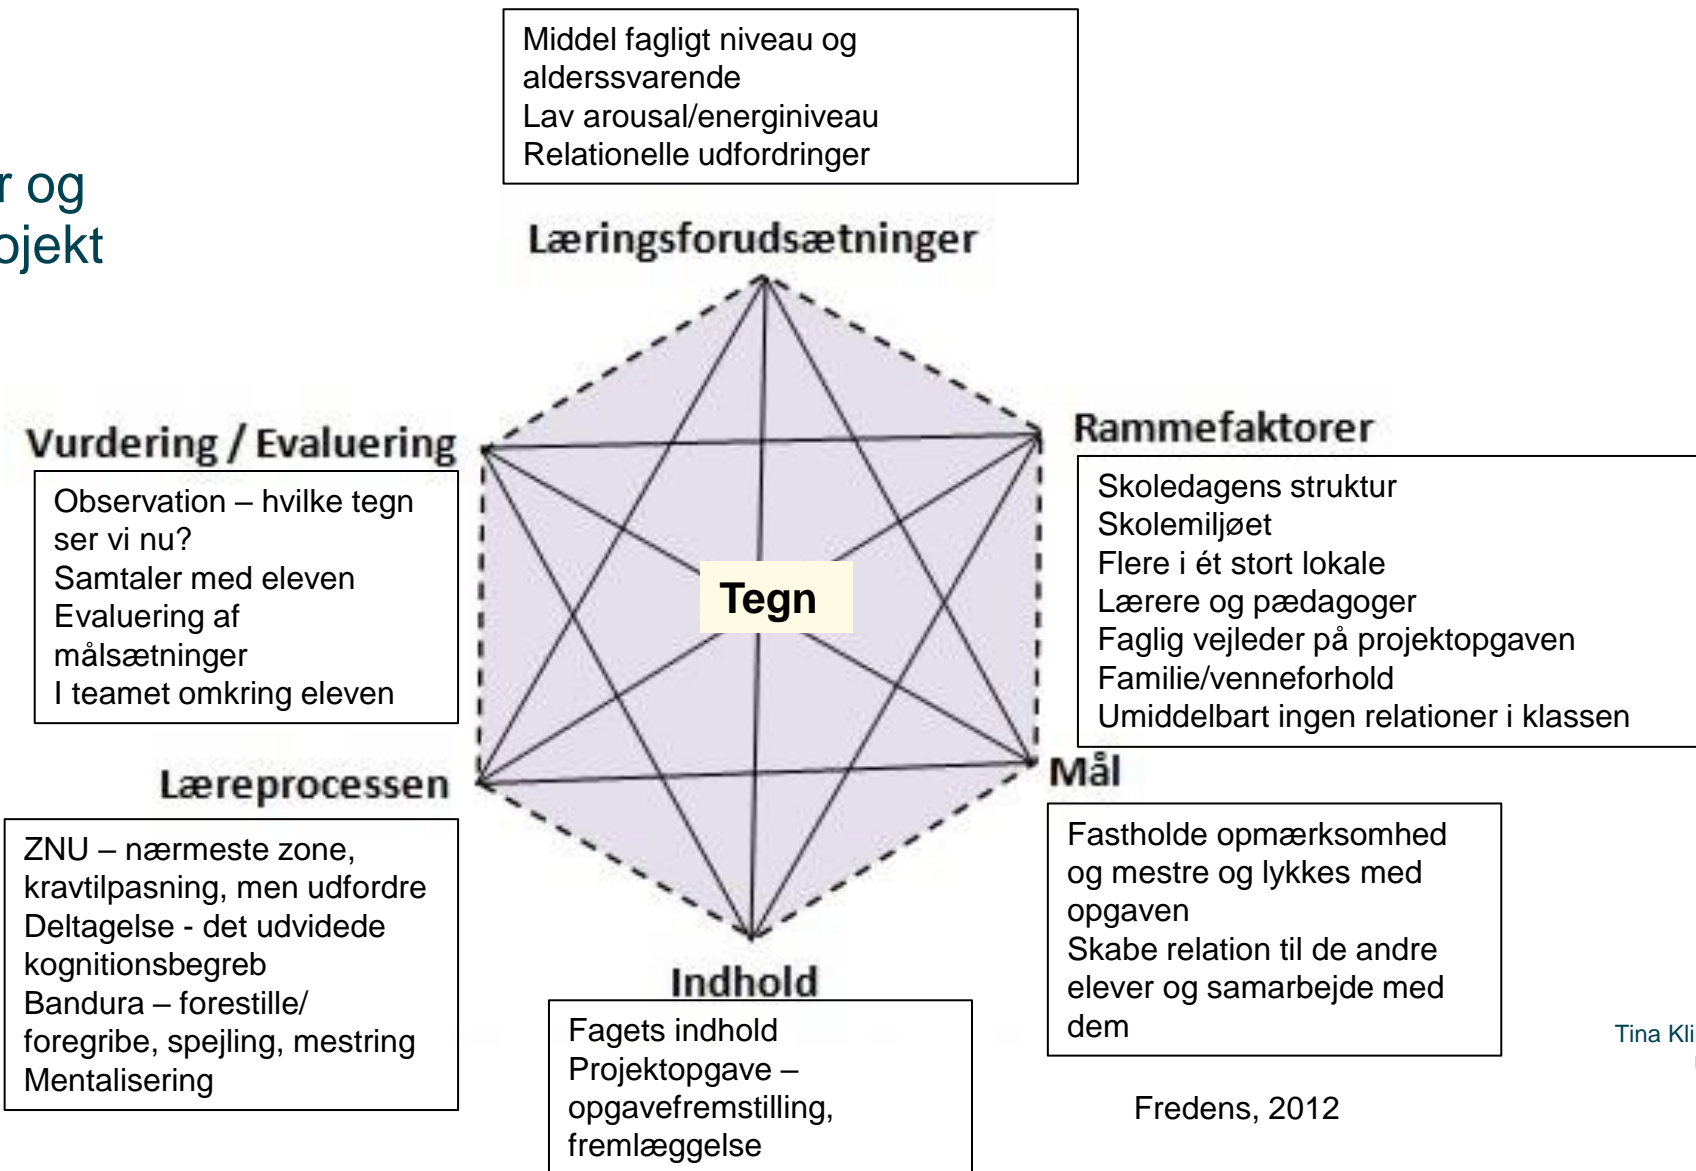 Middel fagligt niveau og
alderssvarende
Lav arousal/energiniveau
Relationelle udfordringer
r og
ojekt
Læringsforudsætninger
Vurdering / Evaluering
Observation – hvilke tegn
ser vi nu?
Samtaler med eleven
Evaluering af
målsætninger
I teamet omkring eleven
Rammefaktorer
Skoledagens struktur
Skolemiljøet
Flere i ét stort lokale
Lærere og pædagoger
Faglig vejleder på projektopgaven
Familie/venneforhold
Umiddelbart ingen relationer i klassen
Tegn
Læreprocessen
ZNU – nærmeste zone,
kravtilpasning, men udfordre
Deltagelse - det udvidede
kognitionsbegreb
Bandura – forestille/
foregribe, spejling, mestring
Mentalisering
Mål
Fastholde opmærksomhed
og mestre og lykkes med
opgaven
Skabe relation til de andre
elever og samarbejde med
dem
Indhold
Fagets indhold
Projektopgave –
opgavefremstilling,
fremlæggelse
Tina Kli
Fredens, 2012